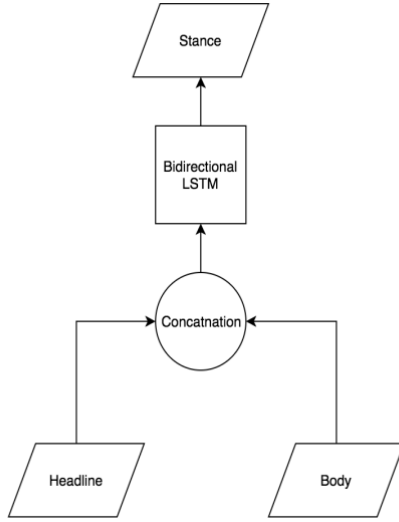 Stance
Bidirectional
LSTM
Concatnation
Headline
Body